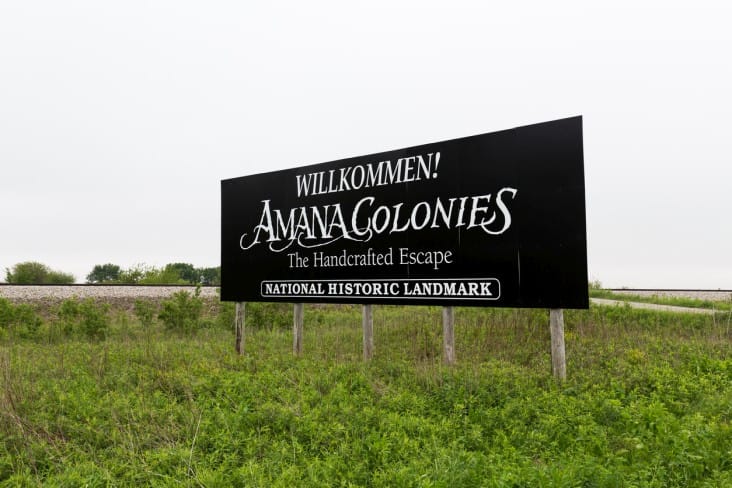 WILLKOMMEN!
AMANA COLONIES
The Handcrafted Escape
NATIONAL HISTORIC LANDMARK